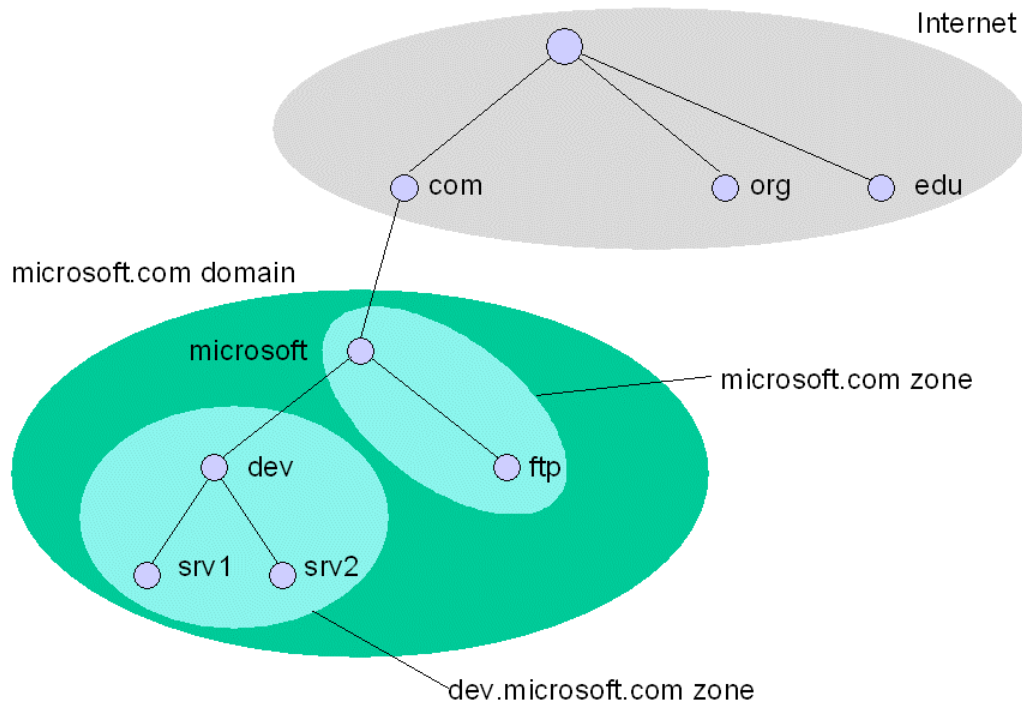 Internet
com
org
edu
microsoft.com domain
microsoft
microsoft.com zone
dev
ftp
srv1
srv2
dev.microsoft.com zone